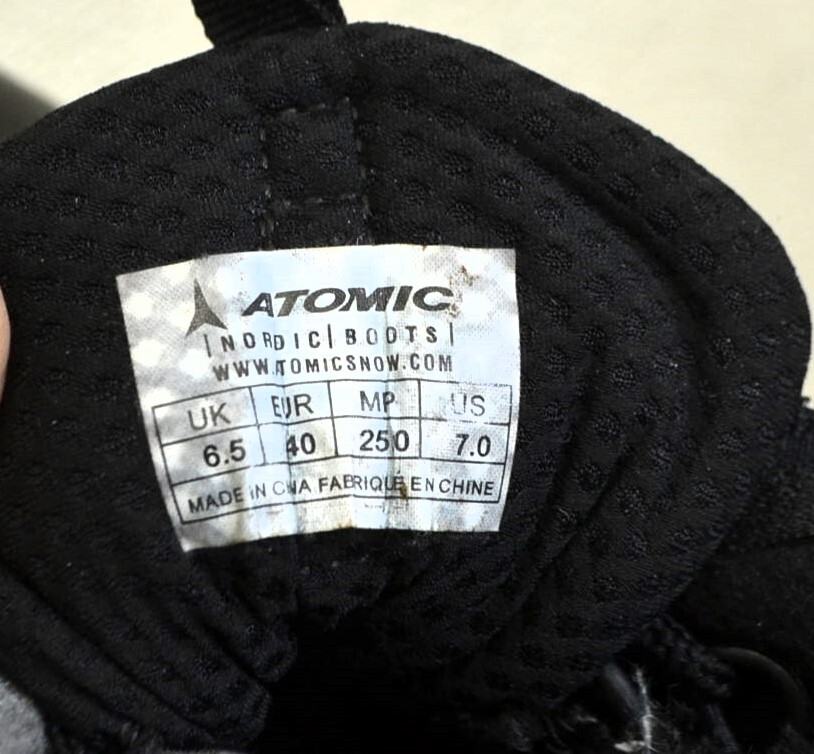 ATOMIC
|NORDIC|BOOTS|
WWW.ATOMICSNOW.COM
UK EUR MP US
6.5 40 250 7.0
MADE IN CHINA FABRIQUÉ EN CHINE